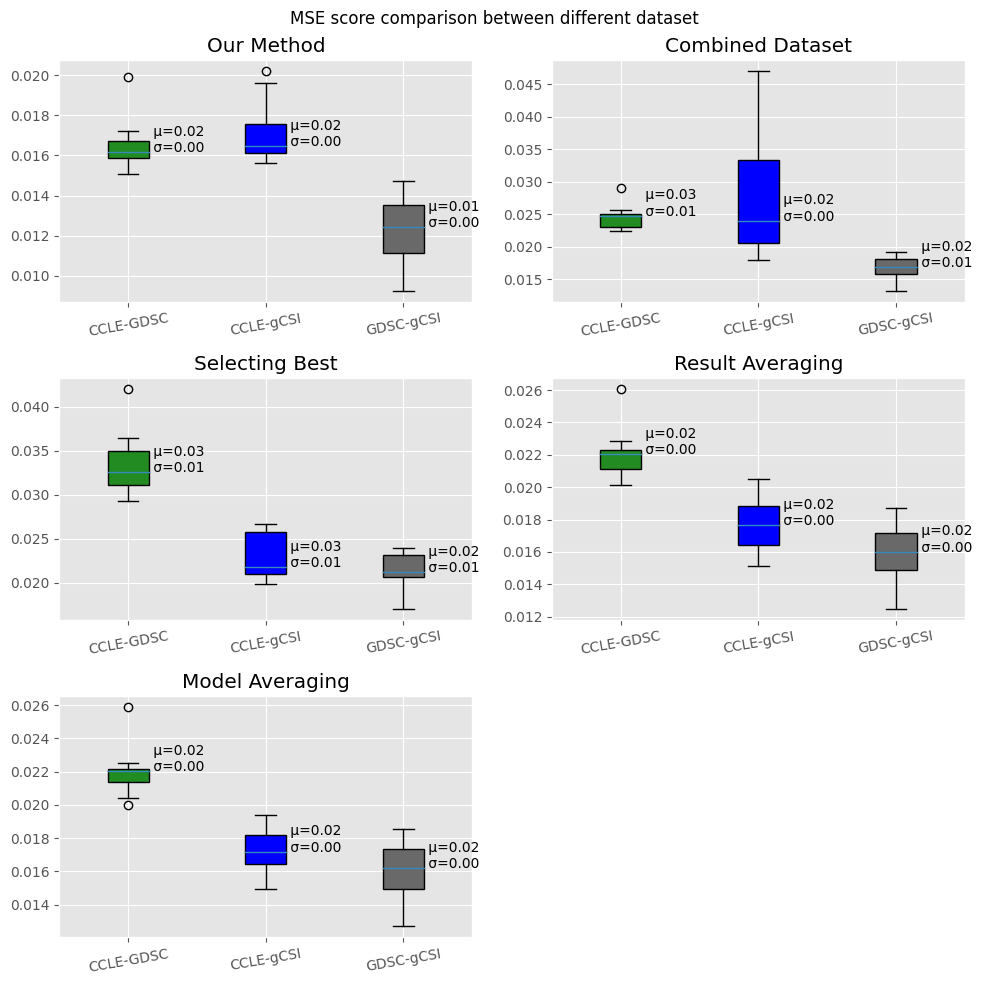 MSE score comparison between different dataset
Our Method
0.020
0.018
0.016
0.014
0.012
0.010
μ=0.02
σ=0.00
μ=0.02
σ=0.00
μ=0.01
σ=0.00
CCLE-GDSC
CCLE-gCSI
GDSC-gCSI
Combined Dataset
0.045
0.040
0.035
0.030
0.025
0.020
0.015
μ=0.03
σ=0.01
μ=0.02
σ=0.00
μ=0.02
σ=0.01
CCLE-GDSC
CCLE-gCSI
GDSC-gCSI
Selecting Best
0.040
0.035
0.030
0.025
0.020
μ=0.03
σ=0.01
μ=0.03
σ=0.01
μ=0.02
σ=0.01
CCLE-GDSC
CCLE-gCSI
GDSC-gCSI
Result Averaging
0.026
0.024
0.022
0.020
0.018
0.016
0.014
0.012
μ=0.02
σ=0.00
μ=0.02
σ=0.00
μ=0.02
σ=0.00
CCLE-GDSC
CCLE-gCSI
GDSC-gCSI
Model Averaging
0.026
0.024
0.022
0.020
0.018
0.016
0.014
μ=0.02
σ=0.00
μ=0.02
σ=0.00
μ=0.02
σ=0.00
CCLE-GDSC
CCLE-gCSI
GDSC-gCSI